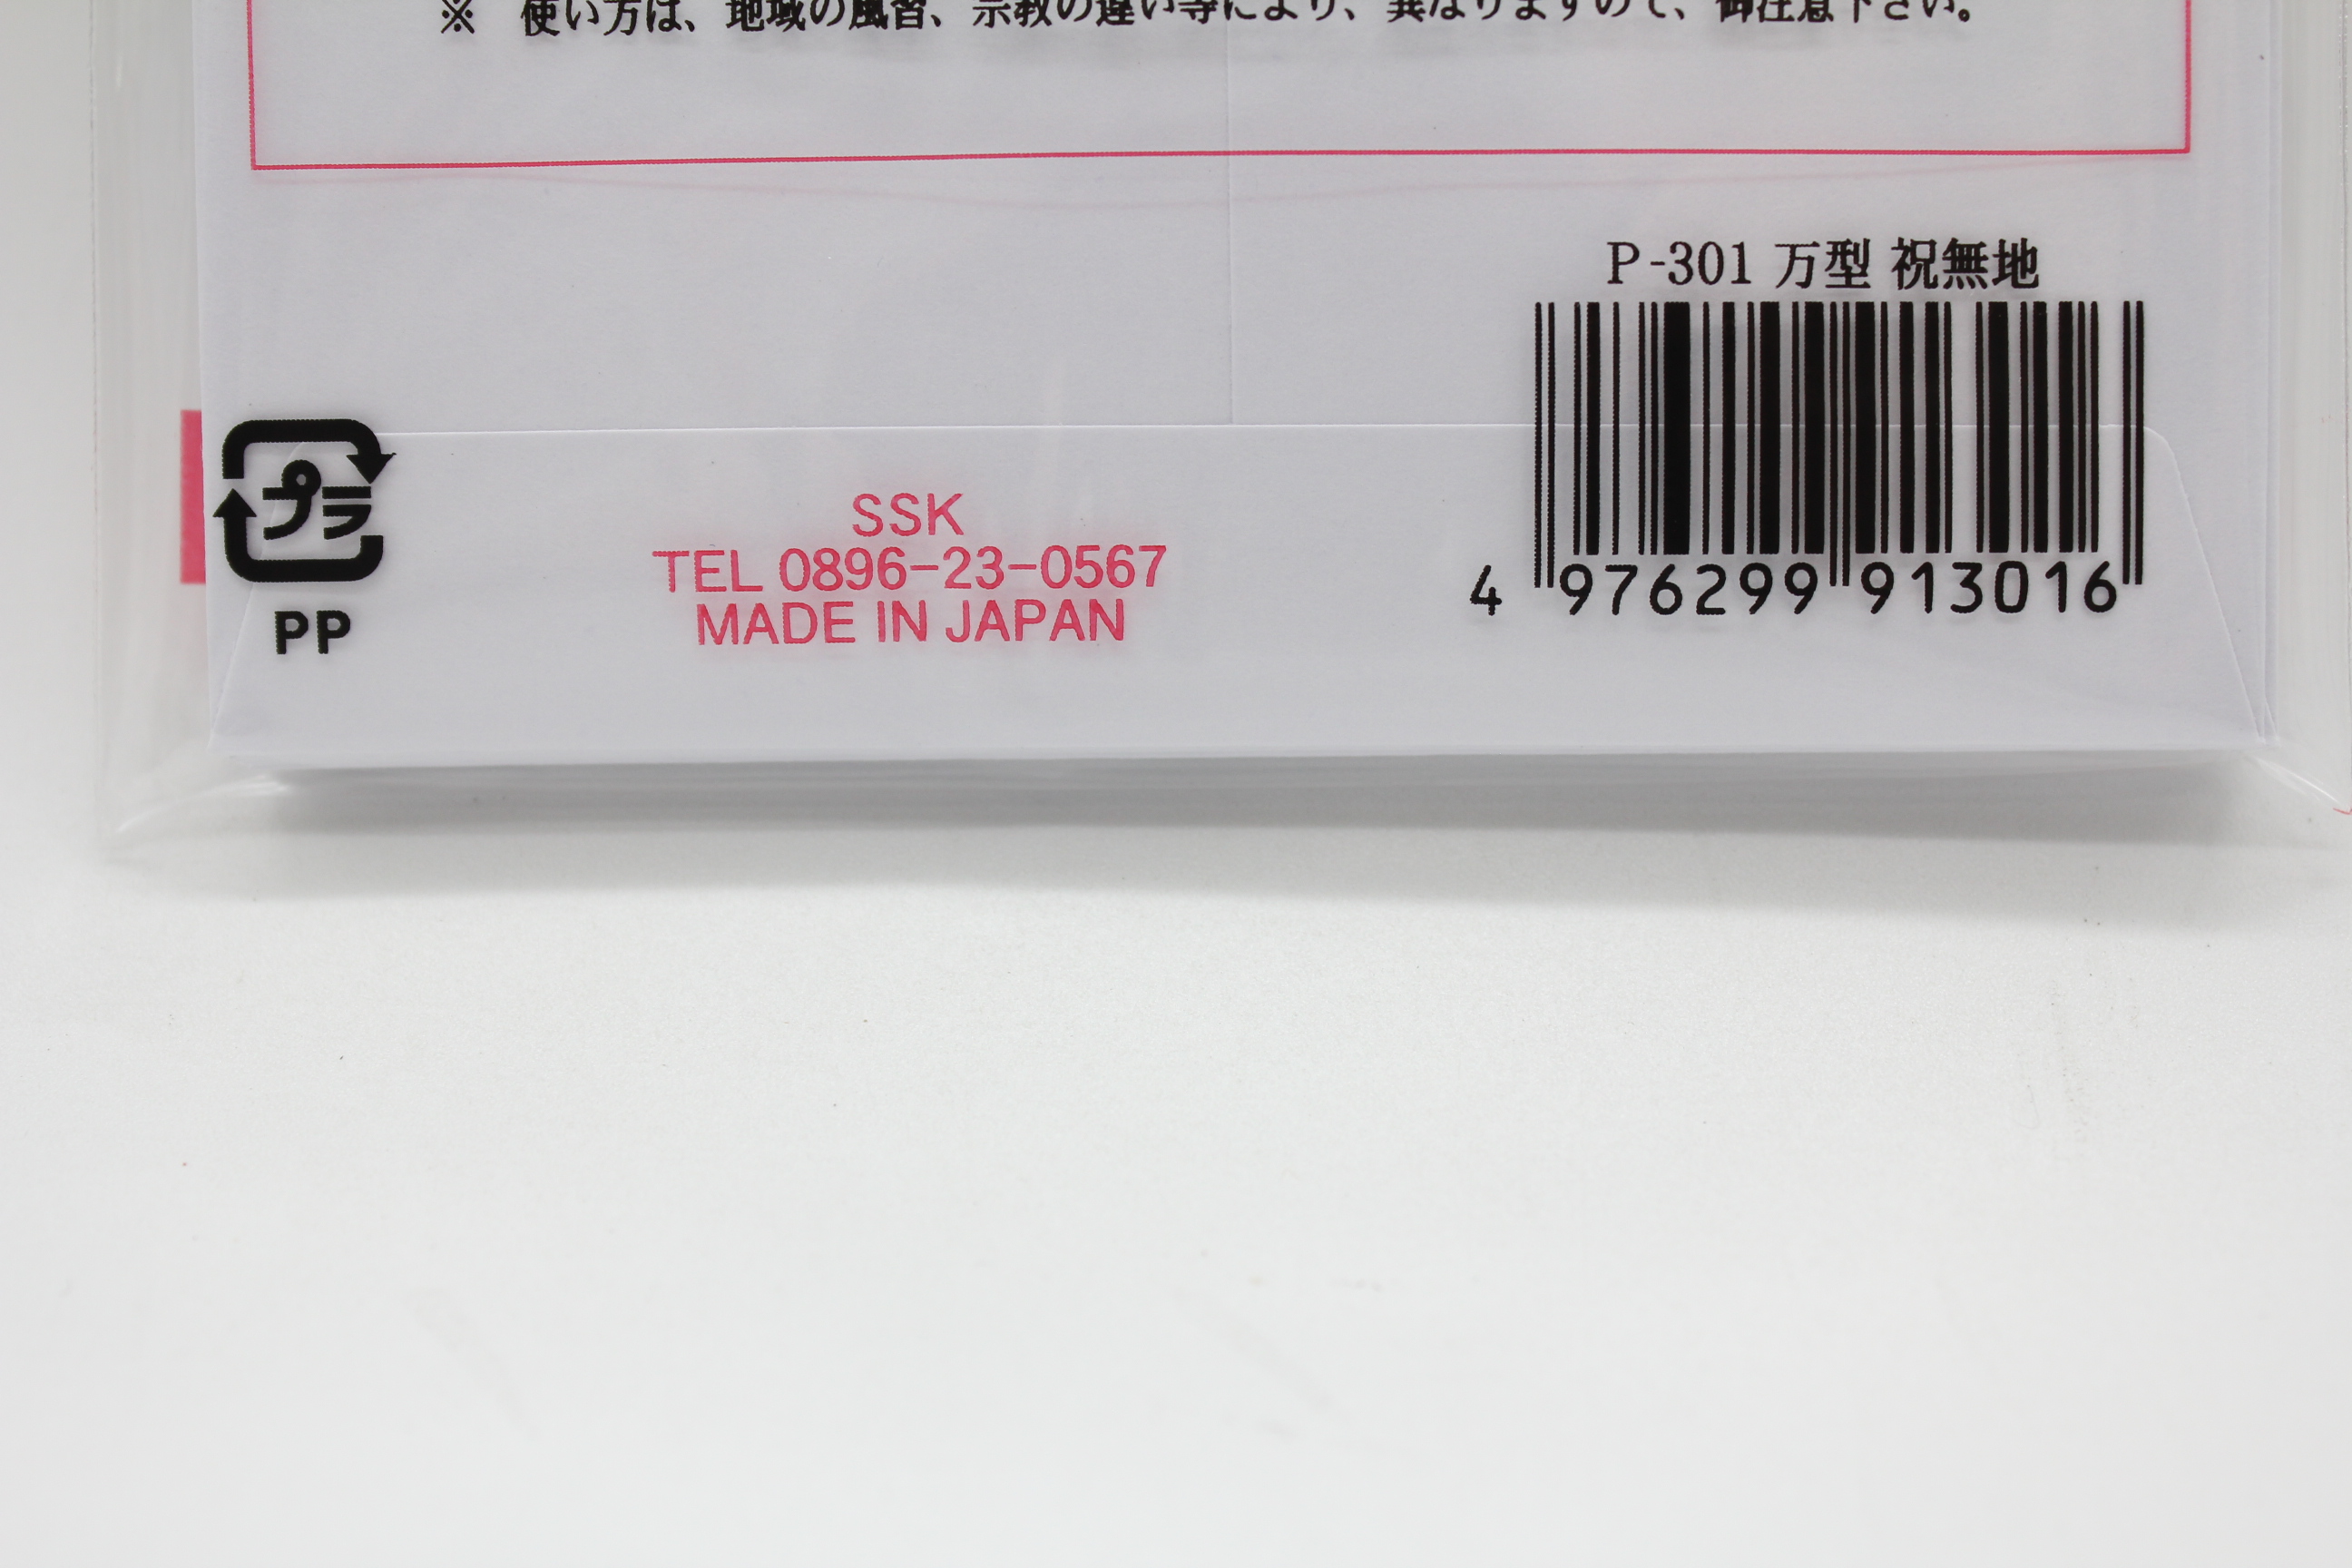 ※ 使い方は、地域の風習、宗教の違い等により、異なりますので、御注意下さい。
P-301 万型 祝無地
プラ
PP
SSK
TEL 0896-23-0567
MADE IN JAPAN
4 976299 913016